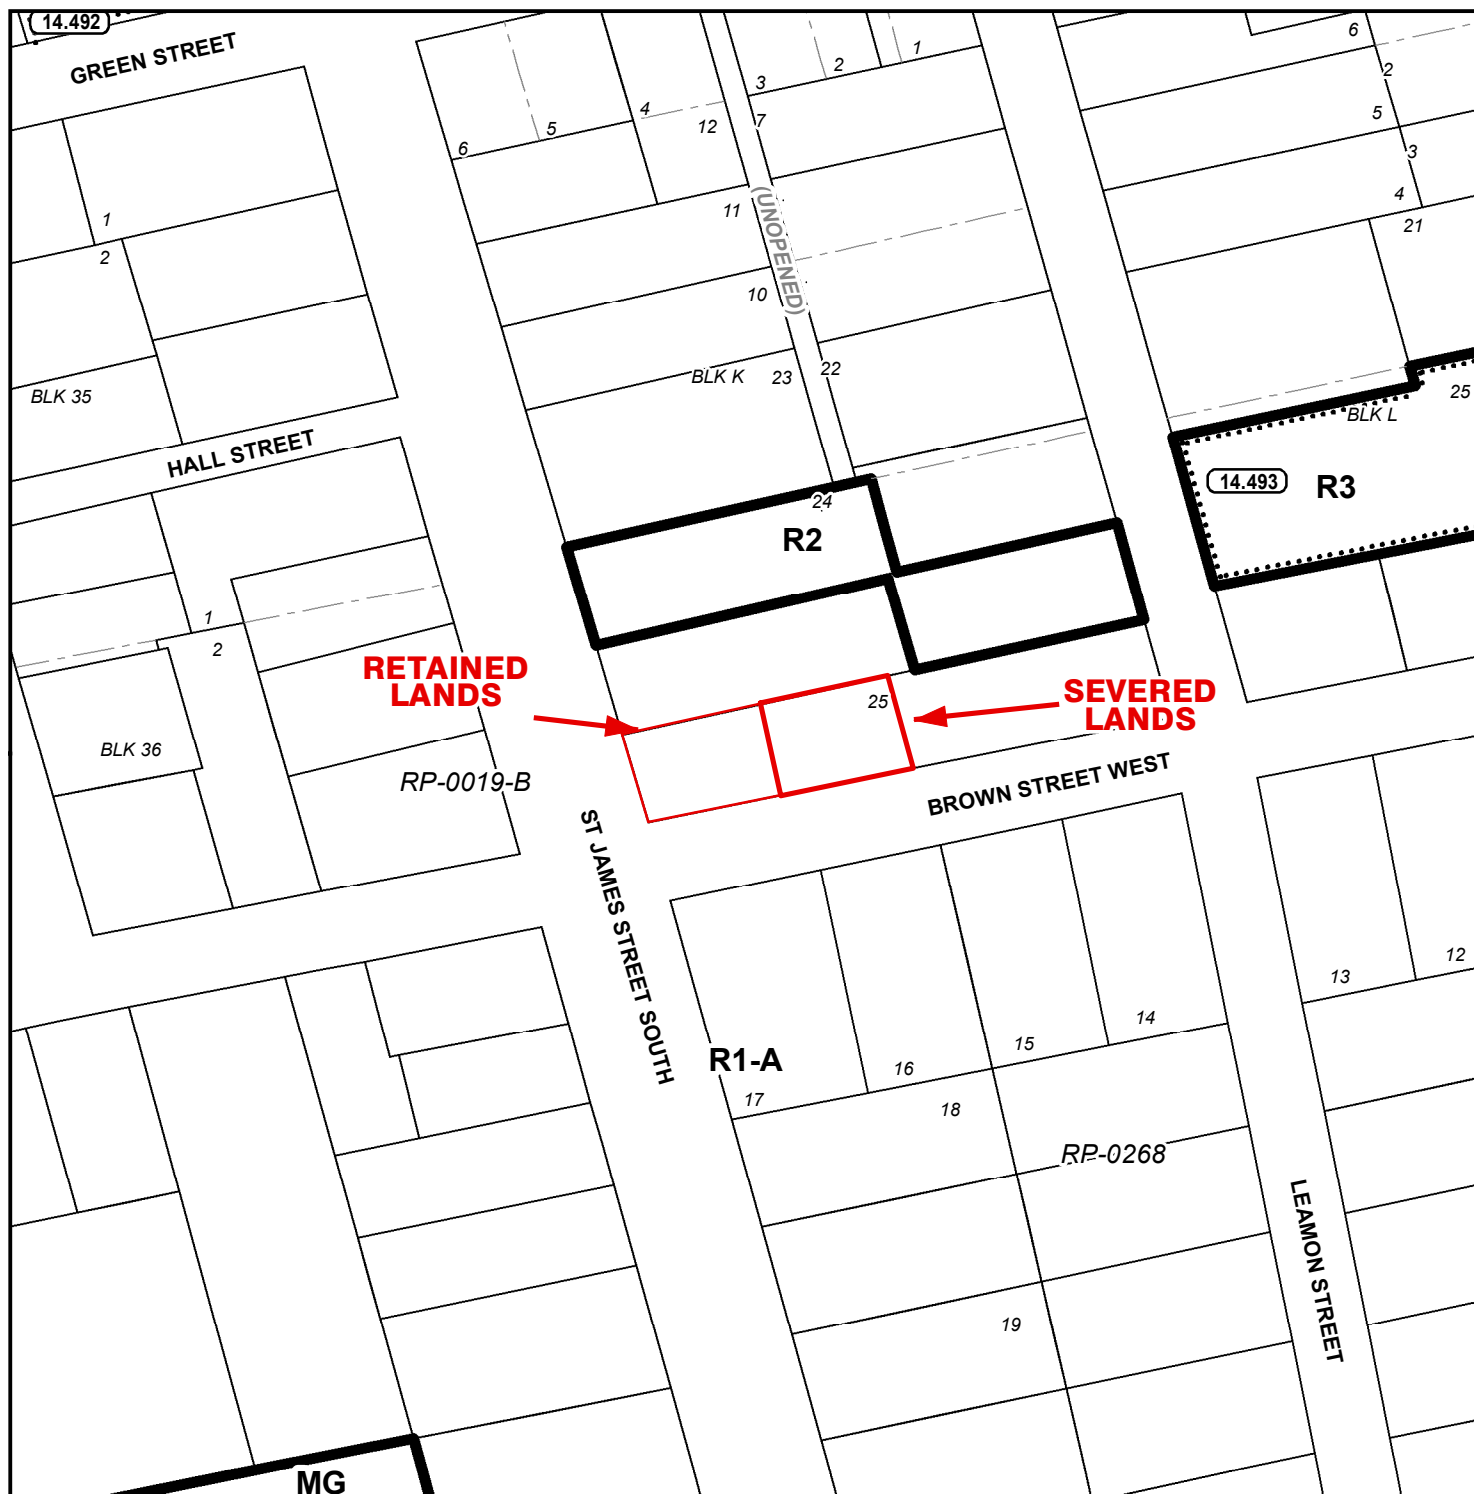 14.492
GREEN STREET
1
2
3
6
4
5
6
12
7
2
5
3
4
21
1
2
11
(UNOPENED)
10
BLK 35
BLK K
23
22
25
BLK L
HALL STREET
14.493
R3
24
R2
1
2
RETAINED
LANDS
25
SEVERED
LANDS
BLK 36
RP-0019-B
BROWN STREET WEST
ST JAMES STREET SOUTH
13
12
14
15
16
R1-A
17
18
RP-0268
LEAMON STREET
19
MG